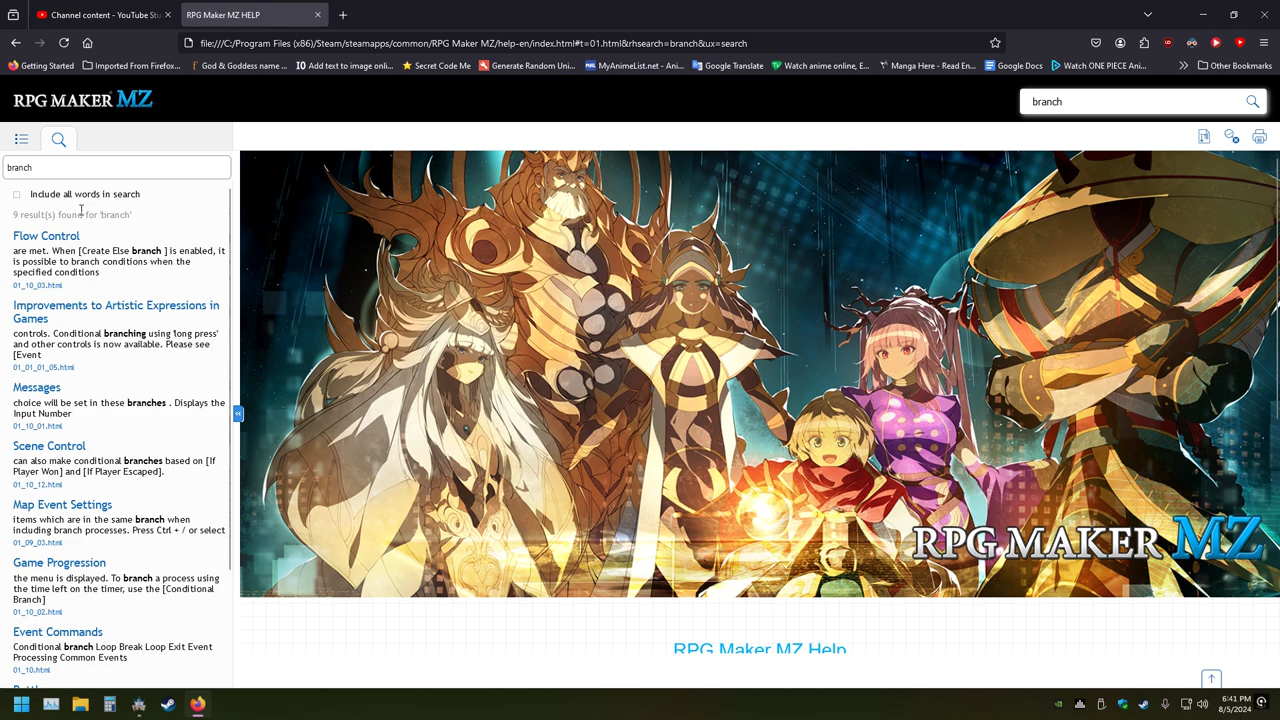 Channel content - YouTube Stu
RPG Maker MZ HELP
file:///C:/Program Files (x86)/Steam/steamapps/common/RPG Maker MZ/help-en/index.html#t=01.html&rhsearch=branch&ux=search
Getting Started
Imported From Firefox...
God & Goddess name ...
Add text to image onli...
Secret Code Me
Generate Random Uni...
MyAnimeList.net - Ani...
Google Translate
Watch anime online, E...
Manga Here - Read En...
Google Docs
Watch ONE PIECE Ani...
Other Bookmarks
RPG MAKER MZ
branch
branch
Include all words in search
9 result(s) found for 'branch'
Flow Control
are met. When [Create Else branch ] is enabled, it
is possible to branch conditions when the
specified conditions
01_10_03.html
Improvements to Artistic Expressions in
Games
controls. Conditional branching using 'long press'
and other controls is now available. Please see
[Event
01_01_01_05.html
Messages
choice will be set in these branches . Displays the
Input Number
01_10_01.html
Scene Control
can also make conditional branches based on [If
Player Won] and [If Player Escaped].
01_10_12.html
Map Event Settings
items which are in the same branch when
including branch processes. Press Ctrl + / or select
01_09_03.html
Game Progression
the menu is displayed. To branch a process using
the time left on the timer, use the [Conditional
Branch]
01_10_02.html
Event Commands
Conditional branch Loop Break Loop Exit Event
Processing Common Events
01_10.html
RPG MAKER MZ
RPG Maker MZ Help
6:41 PM
8/5/2024